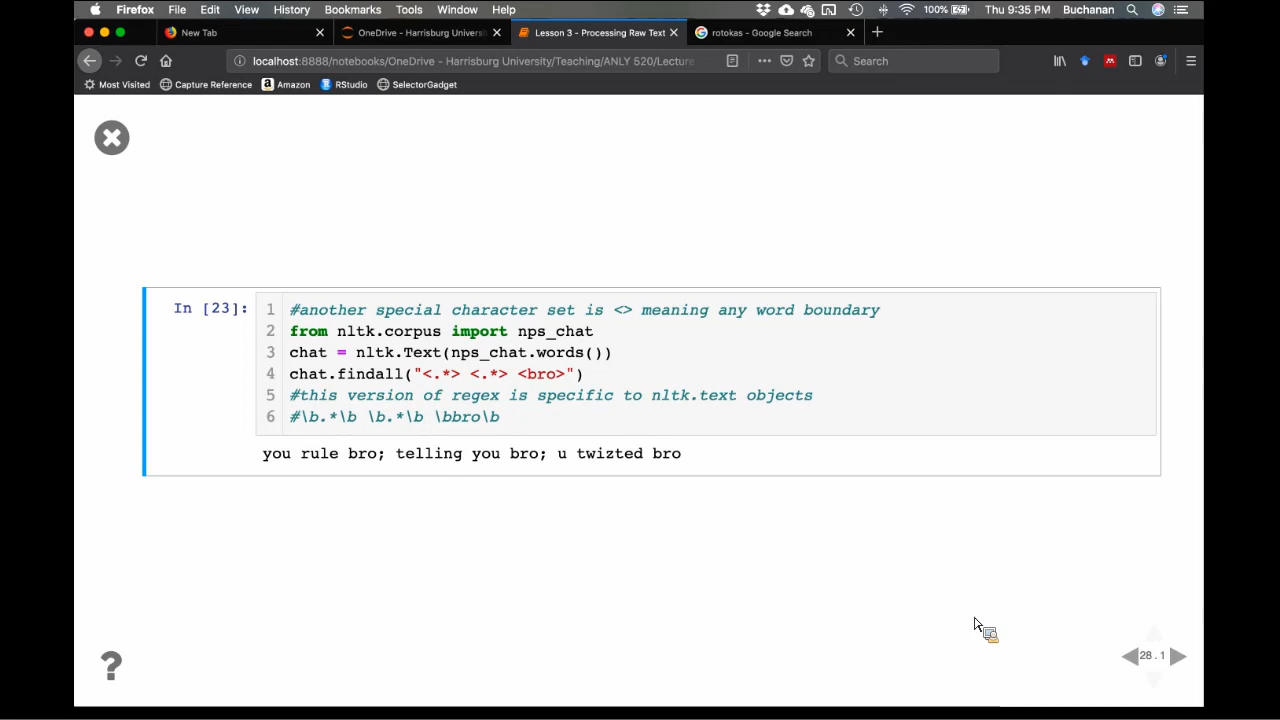 Firefox File Edit View History Bookmarks Tools Window Help 100% Thu 9:35 PM Buchanan
New Tab OneDrive - Harrisburg Universi Lesson 3 - Processing Raw Text rotokas - Google Search
localhost:8888/notebooks/OneDrive - Harrisburg University/Teaching/ANLY 520/Lecture Search
Most Visited Capture Reference Amazon RStudio SelectorGadget
In [23]:
1 #another special character set is <> meaning any word boundary
2 from nltk.corpus import nps_chat
3 chat = nltk.Text(nps_chat.words())
4 chat.findall("<.*> <.*> <bro>")
5 #this version of regex is specific to nltk.text objects
6 #\b.*\b \b.*\b \bbro\b
you rule bro; telling you bro; u twizted bro
?
28.1